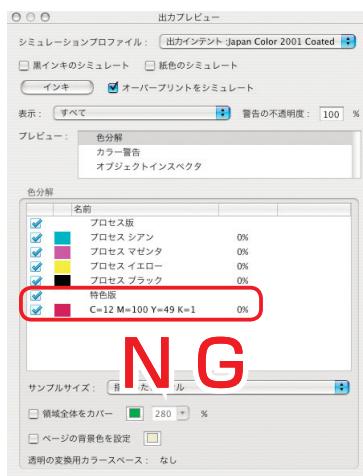 出力プレビュー
シミュレーションプロファイル： 出力インテント :Japan Color 2001 Coated
黒インキのシミュレート 紙色のシミュレート
インキ オーバープリントをシミュレート
表示： すべて 警告の不透明度： 100 %
プレビュー： 色分解
カラー警告
オブジェクトインスペクタ
色分解
名前
プロセス版
プロセス シアン 0%
プロセス マゼンタ 0%
プロセス イエロー 0%
プロセス ブラック 0%
特色版
C=12 M=100 Y=49 K=1 0%
NG
サンプルサイズ：
領域全体をカバー 280 %
ページの背景色を設定
透明の変換用カラースペース： なし